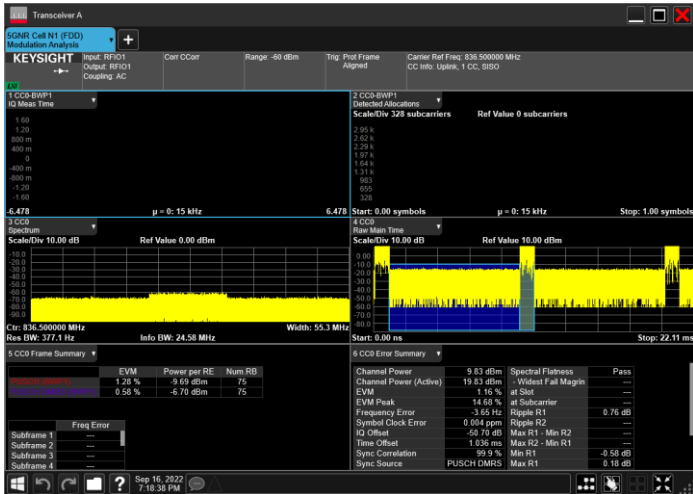 Transceiver A
5GNR Cell N1 (FDD)
Modulation Analysis
KEYSIGHT
Input: RFIO1
Output: RFIO1
Coupling: AC
Corr CCorr
Range: -60 dBm
Trig: Prot Frame
Aligned
Carrier Ref Freq: 836.500000 MHz
CC Info: Uplink, 1 CC, SISO
1 CC0-BWP1
IQ Meas Time
1.60
1.20
800 m
400 m
0
-400 m
-800 m
-1.20
-1.60
-6.478 μ = 0: 15 kHz 6.478
2 CC0-BWP1
Detected Allocations
Scale/Div 328 subcarriers Ref Value 0 subcarriers
2.95 k
2.62 k
2.29 k
1.97 k
1.64 k
1.31 k
983
655
328
Start: 0.00 symbols μ = 0: 15 kHz Stop: 1.00 symbols
3 CC0
Spectrum
Scale/Div 10.00 dB Ref Value 0.00 dBm
-10.0
-20.0
-30.0
-40.0
-50.0
-60.0
-70.0
-80.0
-90.0
Ctr: 836.500000 MHz Width: 55.3 MHz
Res BW: 377.1 Hz Info BW: 24.58 MHz
4 CC0
Raw Main Time
Scale/Div 10.00 dB Ref Value 10.00 dBm
0.00
-10.0
-20.0
-30.0
-40.0
-50.0
-60.0
-70.0
-80.0
Start: 0.00 ns Stop: 22.11 ms
5 CC0 Frame Summary
EVM Power per RE Num.RB
1.28 % -9.69 dBm 75
0.58 % -6.70 dBm 75
Freq Error
Subframe 1 ---
Subframe 2 ---
Subframe 3 ---
Subframe 4 ---
6 CC0 Error Summary
Channel Power 9.83 dBm Spectral Flatness Pass
Channel Power (Active) 19.83 dBm - Widest Fail Magrin ---
EVM 1.16 % at Slot ---
EVM Peak 14.68 % at Subcarrier ---
Frequency Error -3.65 Hz Ripple R1 0.76 dB
Symbol Clock Error 0.004 ppm Ripple R2 ---
IQ Offset -50.70 dB Max R1 - Min R2 ---
Time Offset 1.036 ms Max R2 - Min R1 ---
Sync Correlation 99.9 % Min R1 -0.58 dB
Sync Source PUSCH DMRS Max R1 0.18 dB
Sep 16, 2022
7:18:38 PM